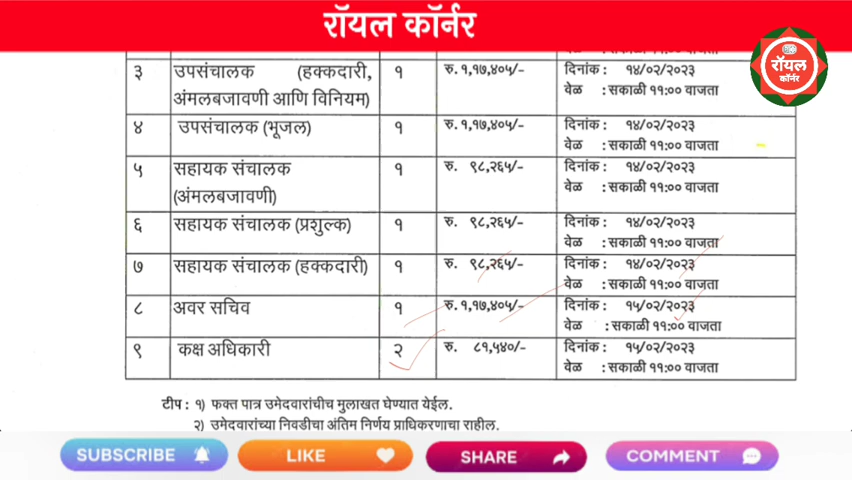 रॉयल कॉर्नर
रॉयल
कॉर्नर
३ उपसंचालक (हक्कदारी, अंमलबजावणी आणि विनियम) १ रु. १,१७,४०५/- दिनांक : १४/०२/२०२३ वेळ : सकाळी ११:०० वाजता
४ उपसंचालक (भूजल) १ रु. १,१७,४०५/- दिनांक : १४/०२/२०२३ वेळ : सकाळी ११:०० वाजता
५ सहायक संचालक (अंमलबजावणी) १ रु. ९८,२६५/- दिनांक : १४/०२/२०२३ वेळ : सकाळी ११:०० वाजता
६ सहायक संचालक (प्रशुल्क) १ रु. ९८,२६५/- दिनांक : १४/०२/२०२३ वेळ : सकाळी ११:०० वाजता
७ सहायक संचालक (हक्कदारी) १ रु. ९८,२६५/- दिनांक : १४/०२/२०२३ वेळ : सकाळी ११:०० वाजता
८ अवर सचिव १ रु. १,१७,४०५/- दिनांक : १५/०२/२०२३ वेळ : सकाळी ११:०० वाजता
९ कक्ष अधिकारी २ रु. ८१,५४०/- दिनांक : १५/०२/२०२३ वेळ : सकाळी ११:०० वाजता
टीप : १) फक्त पात्र उमेदवारांचीच मुलाखत घेण्यात येईल.
२) उमेदवारांच्या निवडीचा अंतिम निर्णय प्राधिकरणाचा राहील.
SUBSCRIBE LIKE SHARE COMMENT